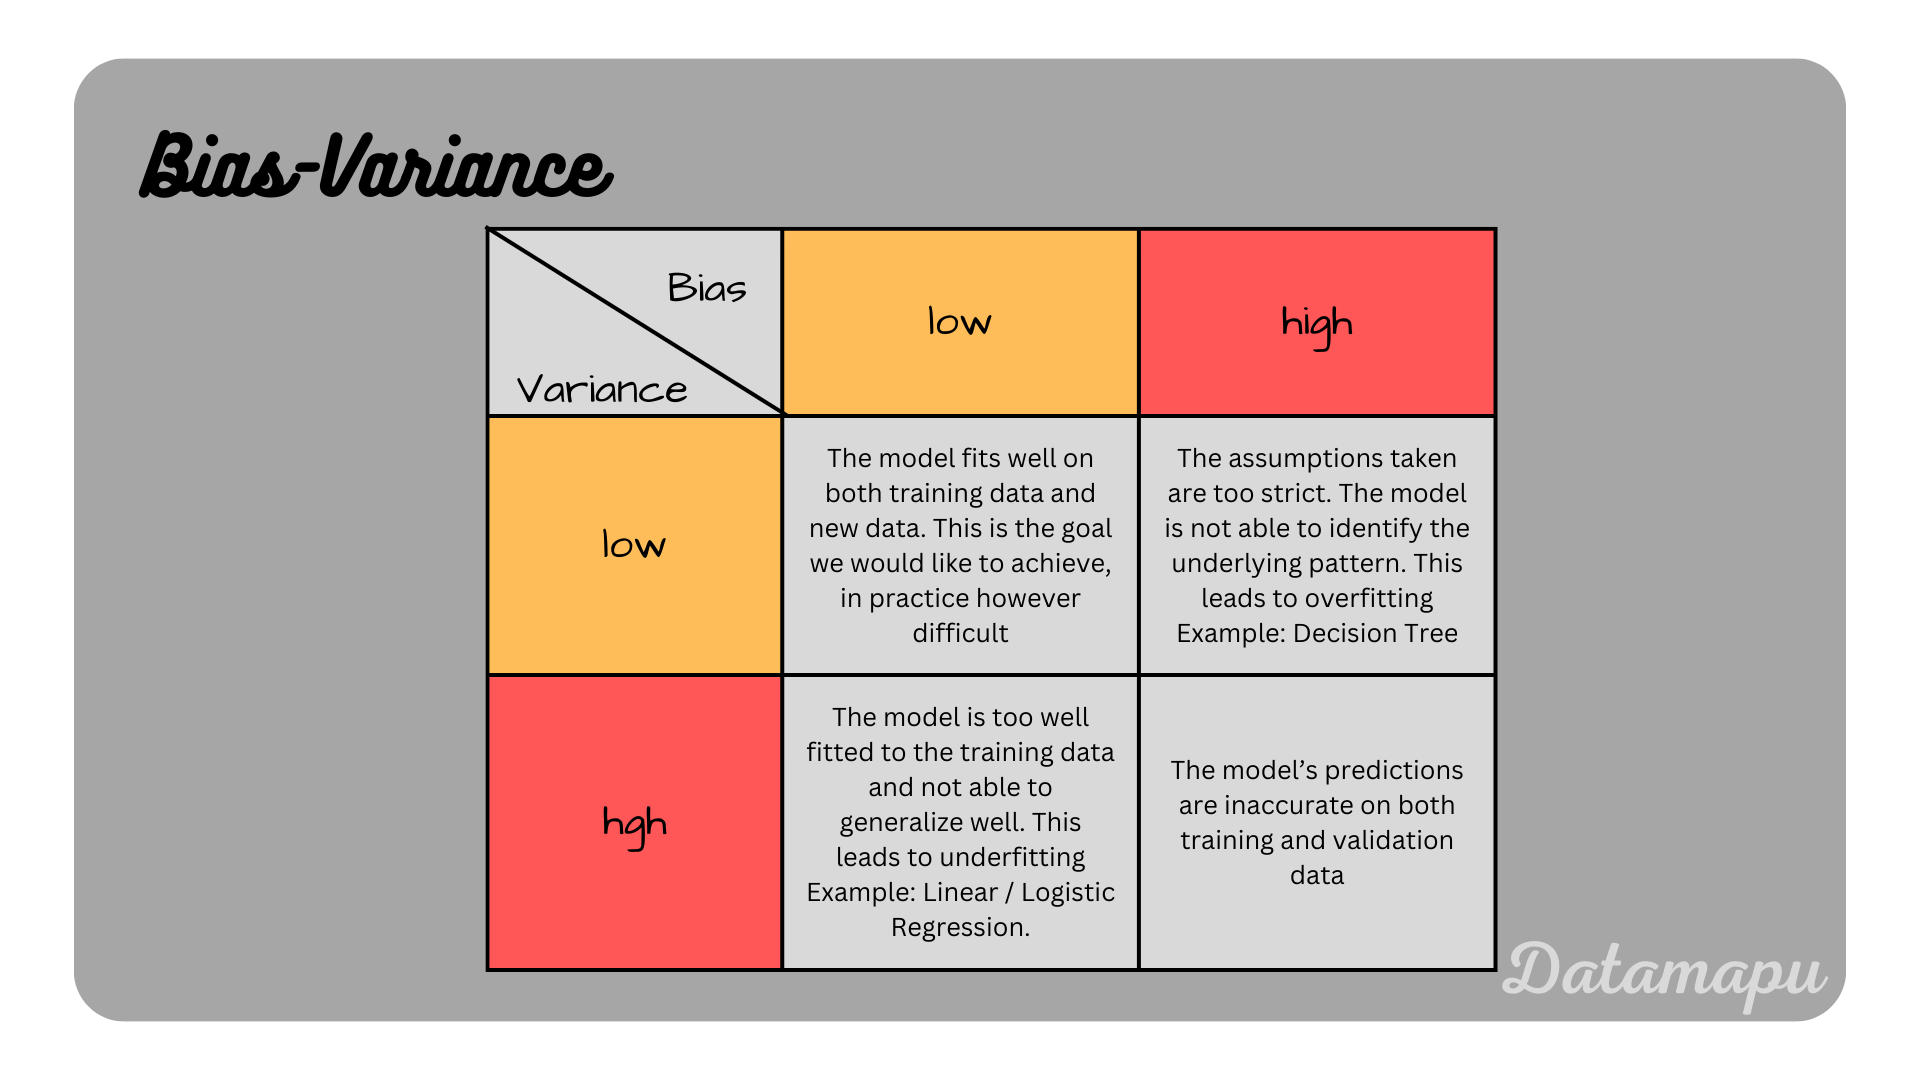 Bias-Variance
Bias
Variance
low
high
low
The model fits well on
both training data and
new data. This is the goal
we would like to achieve,
in practice however
difficult
The assumptions taken
are too strict. The model
is not able to identify the
underlying pattern. This
leads to overfitting
Example: Decision Tree
hgh
The model is too well
fitted to the training data
and not able to
generalize well. This
leads to underfitting
Example: Linear / Logistic
Regression.
The model’s predictions
are inaccurate on both
training and validation
data
Datamapu